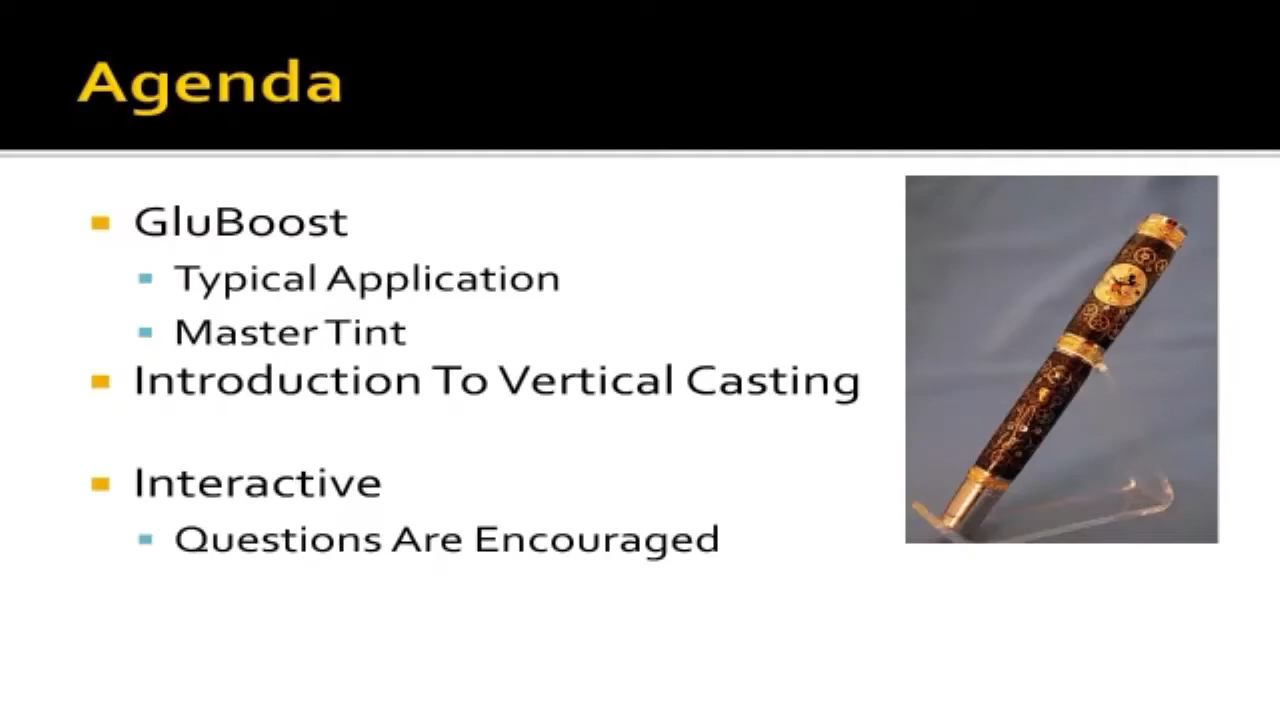 Agenda
GluBoost
Typical Application
Master Tint
Introduction To Vertical Casting
Interactive
Questions Are Encouraged